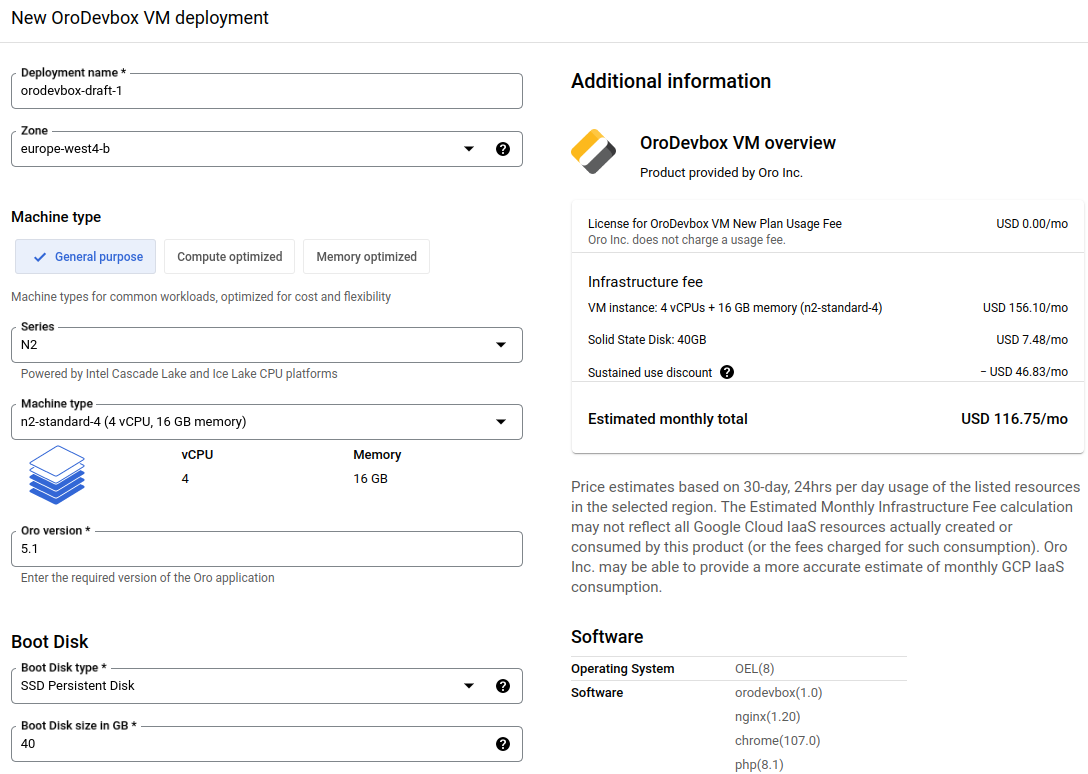 New OroDevbox VM deployment
Deployment name *
orodevbox-draft-1
Zone
europe-west4-b
Machine type
General purpose
Compute optimized
Memory optimized
Machine types for common workloads, optimized for cost and flexibility
Series
N2
Powered by Intel Cascade Lake and Ice Lake CPU platforms
Machine type
n2-standard-4 (4 vCPU, 16 GB memory)
vCPU
Memory
4
16 GB
Oro version *
5.1
Enter the required version of the Oro application
Boot Disk
Boot Disk type *
SSD Persistent Disk
Boot Disk size in GB *
40
Additional information
OroDevbox VM overview
Product provided by Oro Inc.
License for OroDevbox VM New Plan Usage Fee USD 0.00/mo
Oro Inc. does not charge a usage fee.
Infrastructure fee
VM instance: 4 vCPUs + 16 GB memory (n2-standard-4) USD 156.10/mo
Solid State Disk: 40GB USD 7.48/mo
Sustained use discount − USD 46.83/mo
Estimated monthly total USD 116.75/mo
Price estimates based on 30-day, 24hrs per day usage of the listed resources
in the selected region. The Estimated Monthly Infrastructure Fee calculation
may not reflect all Google Cloud IaaS resources actually created or
consumed by this product (or the fees charged for such consumption). Oro
Inc. may be able to provide a more accurate estimate of monthly GCP IaaS
consumption.
Software
Operating System OEL(8)
Software orodevbox(1.0)
nginx(1.20)
chrome(107.0)
php(8.1)